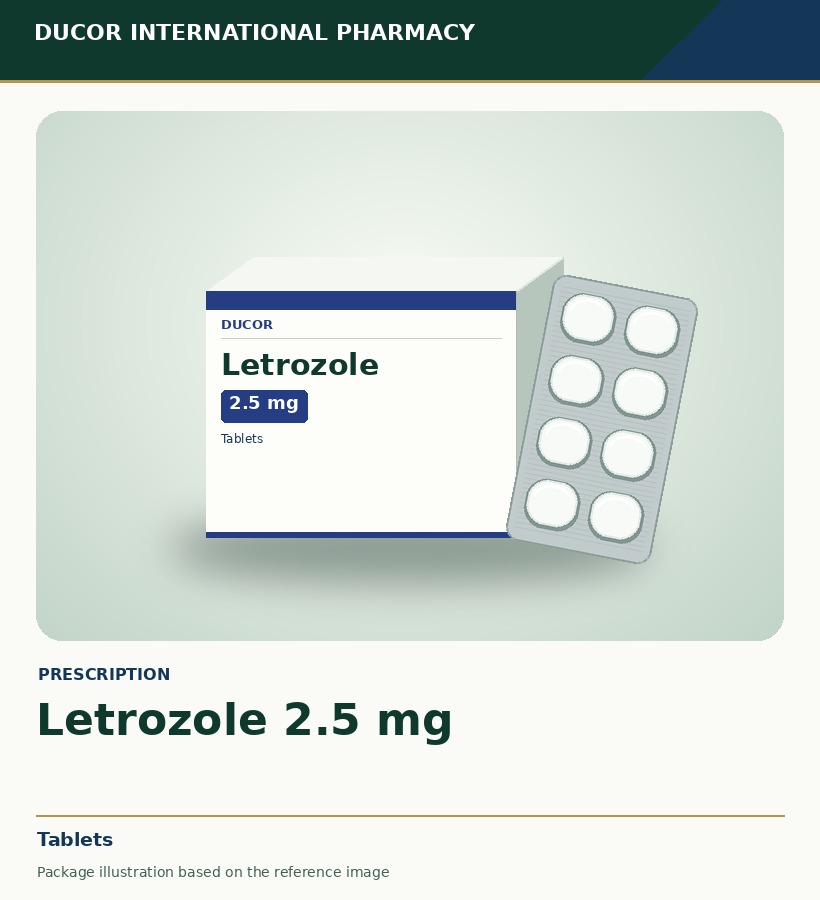 DUCOR INTERNATIONAL PHARMACY
DUCOR
Letrozole
2.5 mg
Tablets
PRESCRIPTION
Letrozole 2.5 mg
Tablets
Package illustration based on the reference image